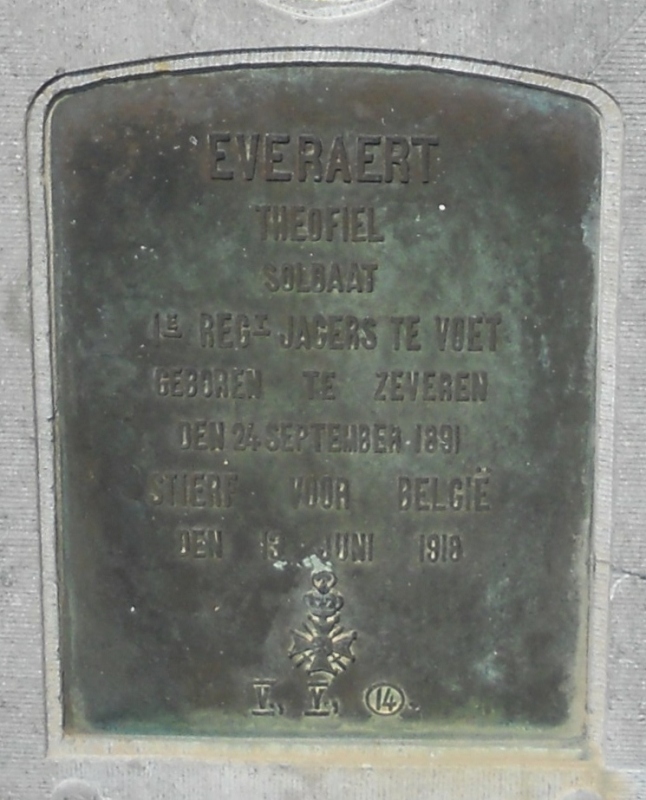 EVERAERT
THEOFIEL
SOLDAAT
1E REGT JAGERS TE VOET
GEBOREN TE ZEVEREN
DEN 24 SEPTEMBER 1891
STIERF VOOR BELGIË
DEN 13 JUNI 1918
V, V, 14